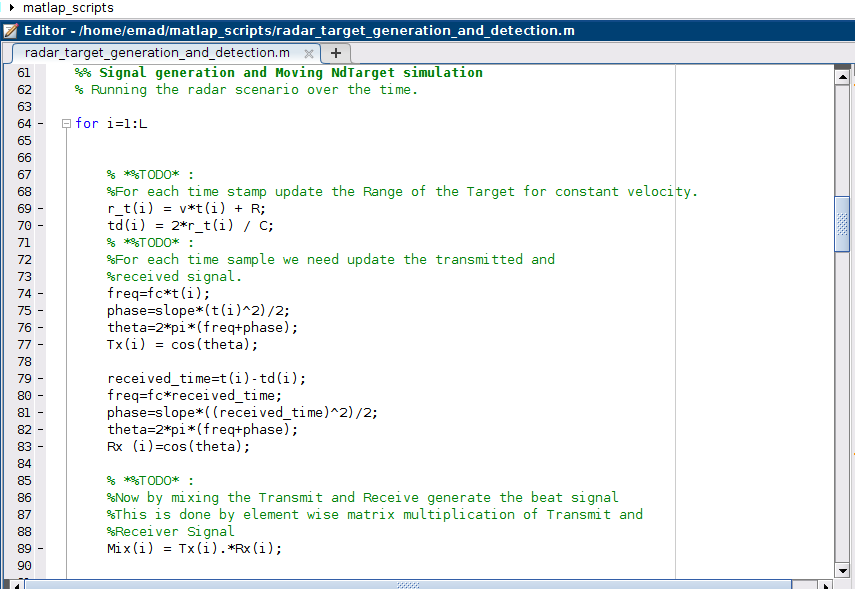 matlap_scripts
Editor - /home/emad/matlap_scripts/radar_target_generation_and_detection.m
radar_target_generation_and_detection.m × +
61 %% Signal generation and Moving NdTarget simulation
62 % Running the radar scenario over the time.
63
64 - for i=1:L
65
66
67 % *%TODO* :
68 %For each time stamp update the Range of the Target for constant velocity.
69 - r_t(i) = v*t(i) + R;
70 - td(i) = 2*r_t(i) / C;
71 % *%TODO* :
72 %For each time sample we need update the transmitted and
73 %received signal.
74 - freq=fc*t(i);
75 - phase=slope*(t(i)^2)/2;
76 - theta=2*pi*(freq+phase);
77 - Tx(i) = cos(theta);
78
79 - received_time=t(i)-td(i);
80 - freq=fc*received_time;
81 - phase=slope*((received_time)^2)/2;
82 - theta=2*pi*(freq+phase);
83 - Rx (i)=cos(theta);
84
85 % *%TODO* :
86 %Now by mixing the Transmit and Receive generate the beat signal
87 %This is done by element wise matrix multiplication of Transmit and
88 %Receiver Signal
89 - Mix(i) = Tx(i).*Rx(i);
90